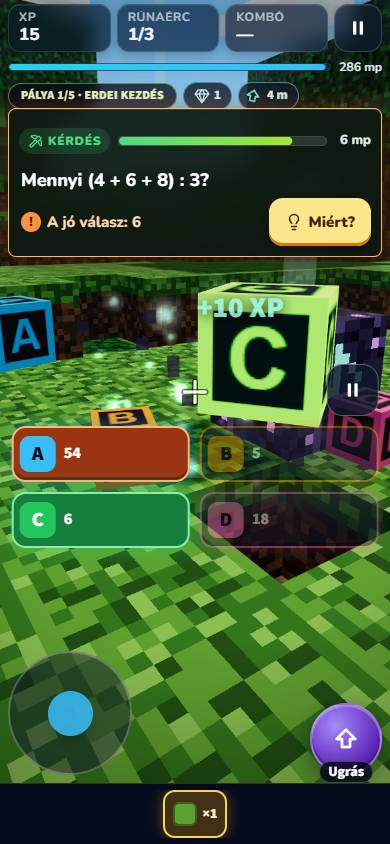 XP
15
RÚNAÉRC
1/3
KOMBÓ
—
286 mp
PÁLYA 1/5 · ERDEI KEZDÉS
1
4 m
KÉRDÉS
6 mp
Mennyi (4 + 6 + 8) : 3?
! A jó válasz: 6
Miért?
+10 XP
A
C
B
D
A 54
B 5
C 6
D 18
Ugrás
×1